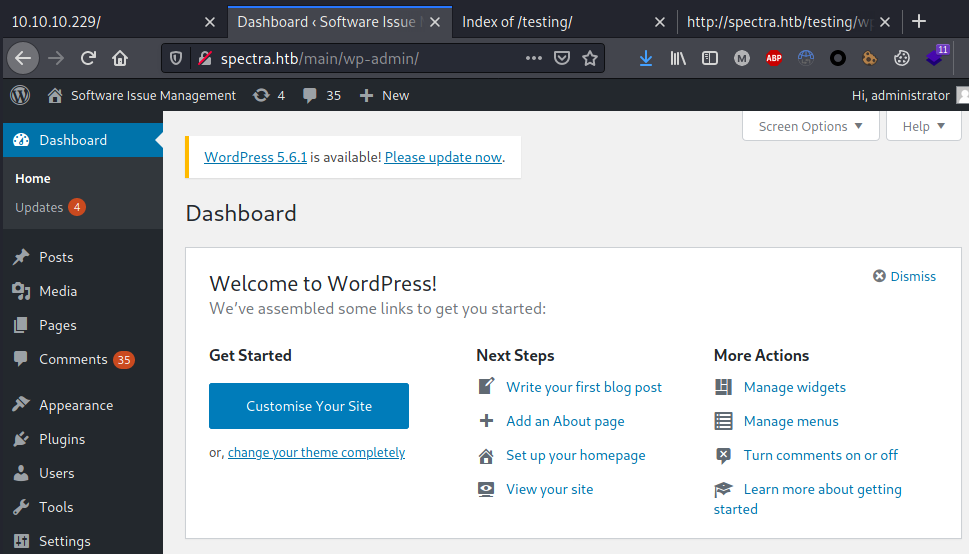 10.10.10.229/
Dashboard ‹ Software Issue M
Index of /testing/
http://spectra.htb/testing/wp
spectra.htb/main/wp-admin/
ABP
11
Software Issue Management
4
35
New
Hi, administrator
Screen Options
Help
Dashboard
Home
Updates 4
Posts
Media
Pages
Comments 35
Appearance
Plugins
Users
Tools
Settings
WordPress 5.6.1 is available! Please update now.
Dashboard
Welcome to WordPress!
We've assembled some links to get you started:
Dismiss
Get Started
Customise Your Site
or, change your theme completely
Next Steps
Write your first blog post
Add an About page
Set up your homepage
View your site
More Actions
Manage widgets
Manage menus
Turn comments on or off
Learn more about getting
started